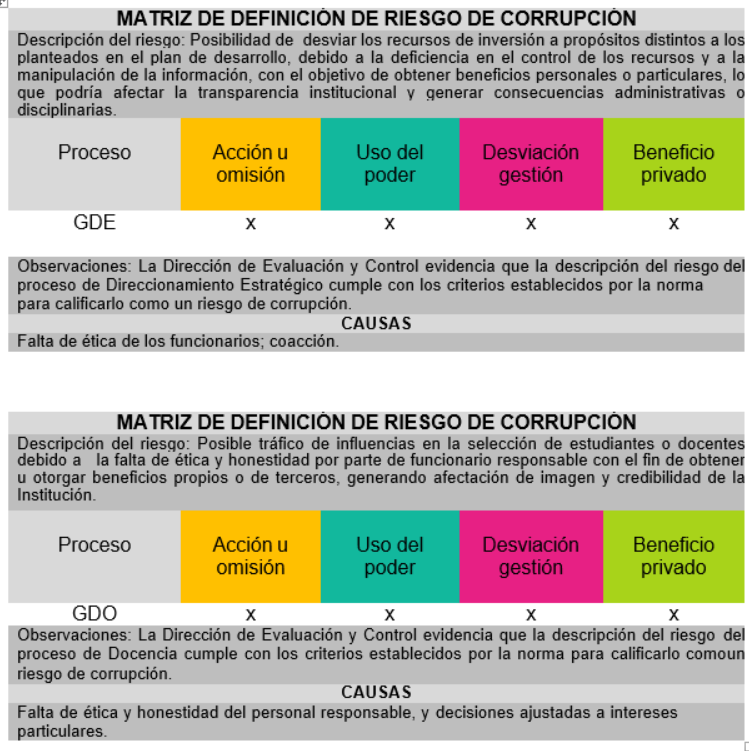 MATRIZ DE DEFINICIÓN DE RIESGO DE CORRUPCIÓN
Descripción del riesgo: Posibilidad de desviar los recursos de inversión a propósitos distintos a los
planteados en el plan de desarrollo, debido a la deficiencia en el control de los recursos y a la
manipulación de la información, con el objetivo de obtener beneficios personales o particulares, lo
que podría afectar la transparencia institucional y generar consecuencias administrativas o
disciplinarias.
Proceso Acción u omisión Uso del poder Desviación gestión Beneficio privado
GDE x x x x
Observaciones: La Dirección de Evaluación y Control evidencia que la descripción del riesgo del
proceso de Direccionamiento Estratégico cumple con los criterios establecidos por la norma
para calificarlo como un riesgo de corrupción.
CAUSAS
Falta de ética de los funcionarios; coacción.
MATRIZ DE DEFINICIÓN DE RIESGO DE CORRUPCIÓN
Descripción del riesgo: Posible tráfico de influencias en la selección de estudiantes o docentes
debido a la falta de ética y honestidad por parte de funcionario responsable con el fin de obtener
u otorgar beneficios propios o de terceros, generando afectación de imagen y credibilidad de la
Institución.
Proceso Acción u omisión Uso del poder Desviación gestión Beneficio privado
GDO x x x x
Observaciones: La Dirección de Evaluación y Control evidencia que la descripción del riesgo del
proceso de Docencia cumple con los criterios establecidos por la norma para calificarlo comoun
riesgo de corrupción.
CAUSAS
Falta de ética y honestidad del personal responsable, y decisiones ajustadas a intereses
particulares.